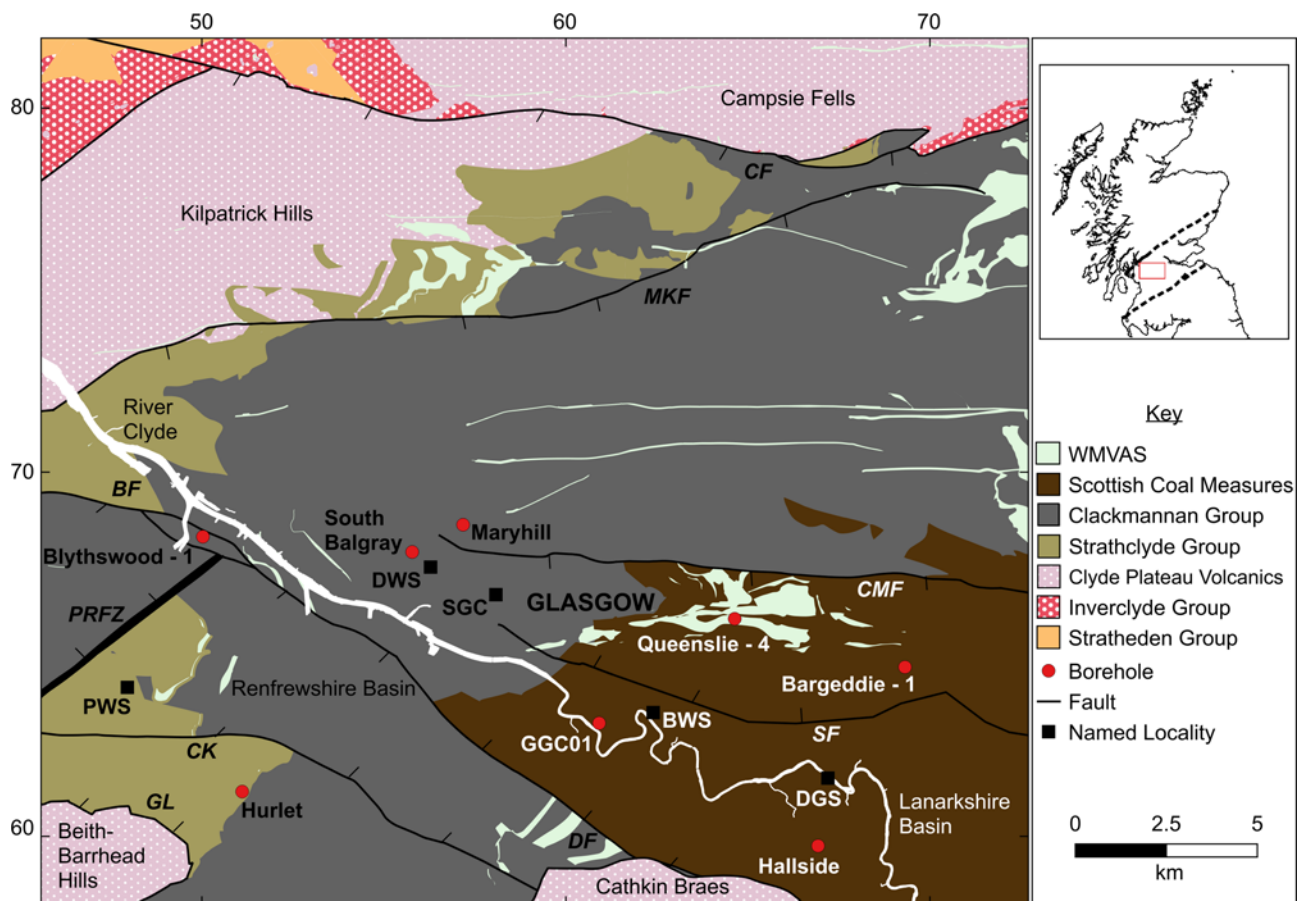 50
60
70
80
70
60
Campsie Fells
CF
Kilpatrick Hills
MKF
River
Clyde
BF
South
Balgray
Maryhill
Blythswood - 1
DWS
SGC
GLASGOW
CMF
PRFZ
Queenslie - 4
Bargeddie - 1
Renfrewshire Basin
PWS
BWS
GGC01
SF
CK
DGS
GL
Hurlet
Lanarkshire
Basin
Beith-
Barrhead
Hills
DF
Hallside
Cathkin Braes
Key
WMVAS
Scottish Coal Measures
Clackmannan Group
Strathclyde Group
Clyde Plateau Volcanics
Inverclyde Group
Stratheden Group
Borehole
Fault
Named Locality
0 2.5 5
km